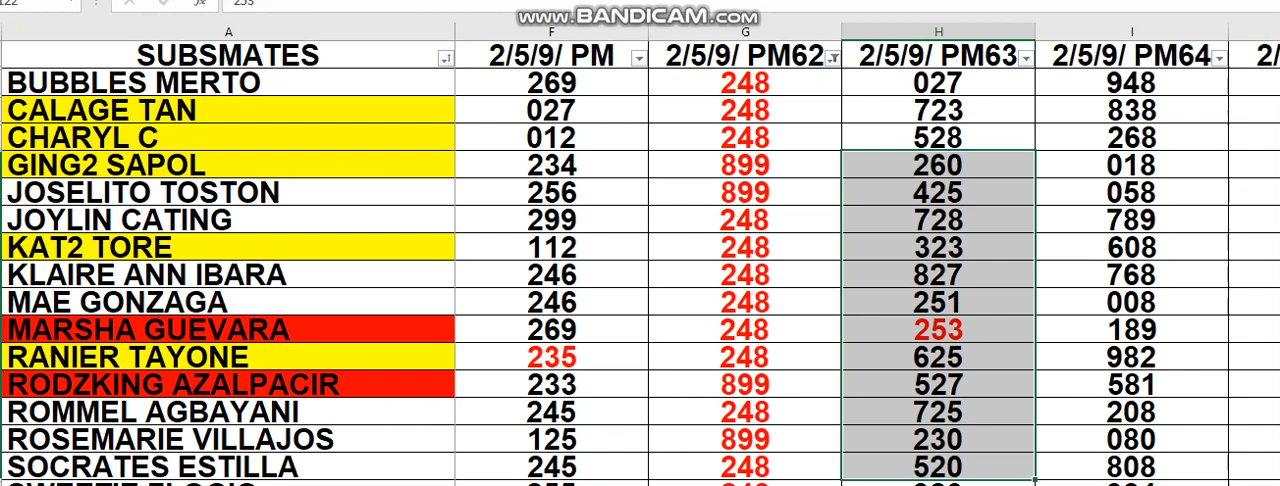 253
www.BANDICAM.com
A F G H I
SUBSMATES 2/5/9/ PM 2/5/9/ PM62 2/5/9/ PM63 2/5/9/ PM64 2/
BUBBLES MERTO 269 248 027 948
CALAGE TAN 027 248 723 838
CHARYL C 012 248 528 268
GING2 SAPOL 234 899 260 018
JOSELITO TOSTON 256 899 425 058
JOYLIN CATING 299 248 728 789
KAT2 TORE 112 248 323 608
KLAIRE ANN IBARA 246 248 827 768
MAE GONZAGA 246 248 251 008
MARSHA GUEVARA 269 248 253 189
RANIER TAYONE 235 248 625 982
RODZKING AZALPACIR 233 899 527 581
ROMMEL AGBAYANI 245 248 725 208
ROSEMARIE VILLAJOS 125 899 230 080
SOCRATES ESTILLA 245 248 520 808